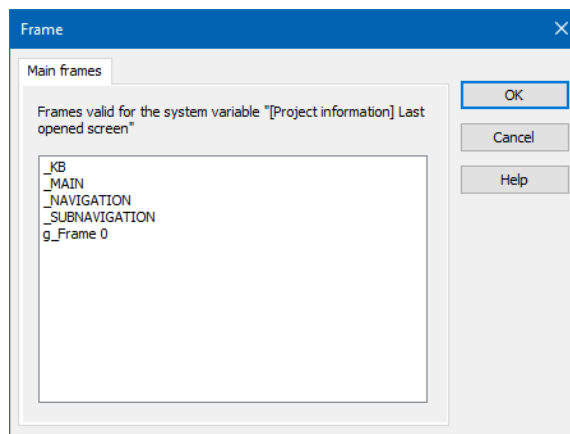 Frame
Main frames
Frames valid for the system variable "[Project information] Last
opened screen"
_KB
_MAIN
_NAVIGATION
_SUBNAVIGATION
g_Frame 0
OK
Cancel
Help